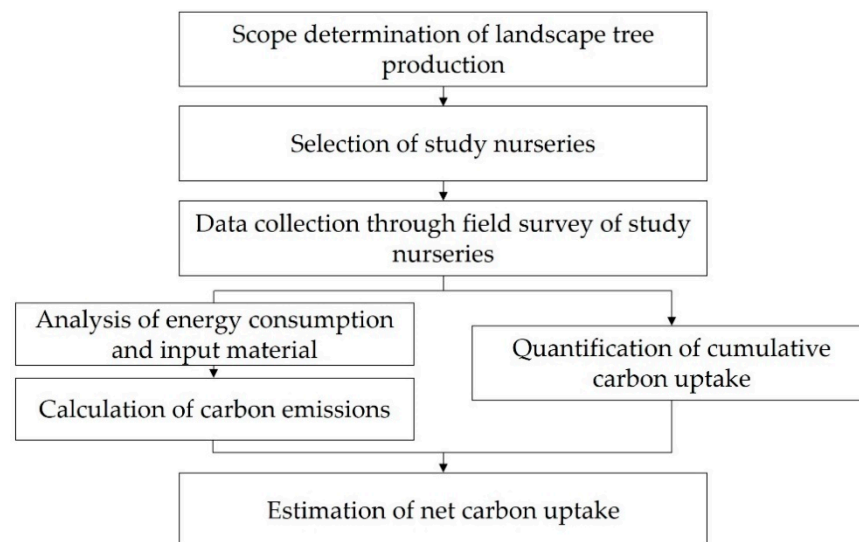 Scope determination of landscape tree
production
Selection of study nurseries
Data collection through field survey of study
nurseries
Analysis of energy consumption
and input material
Calculation of carbon emissions
Quantification of cumulative
carbon uptake
Estimation of net carbon uptake